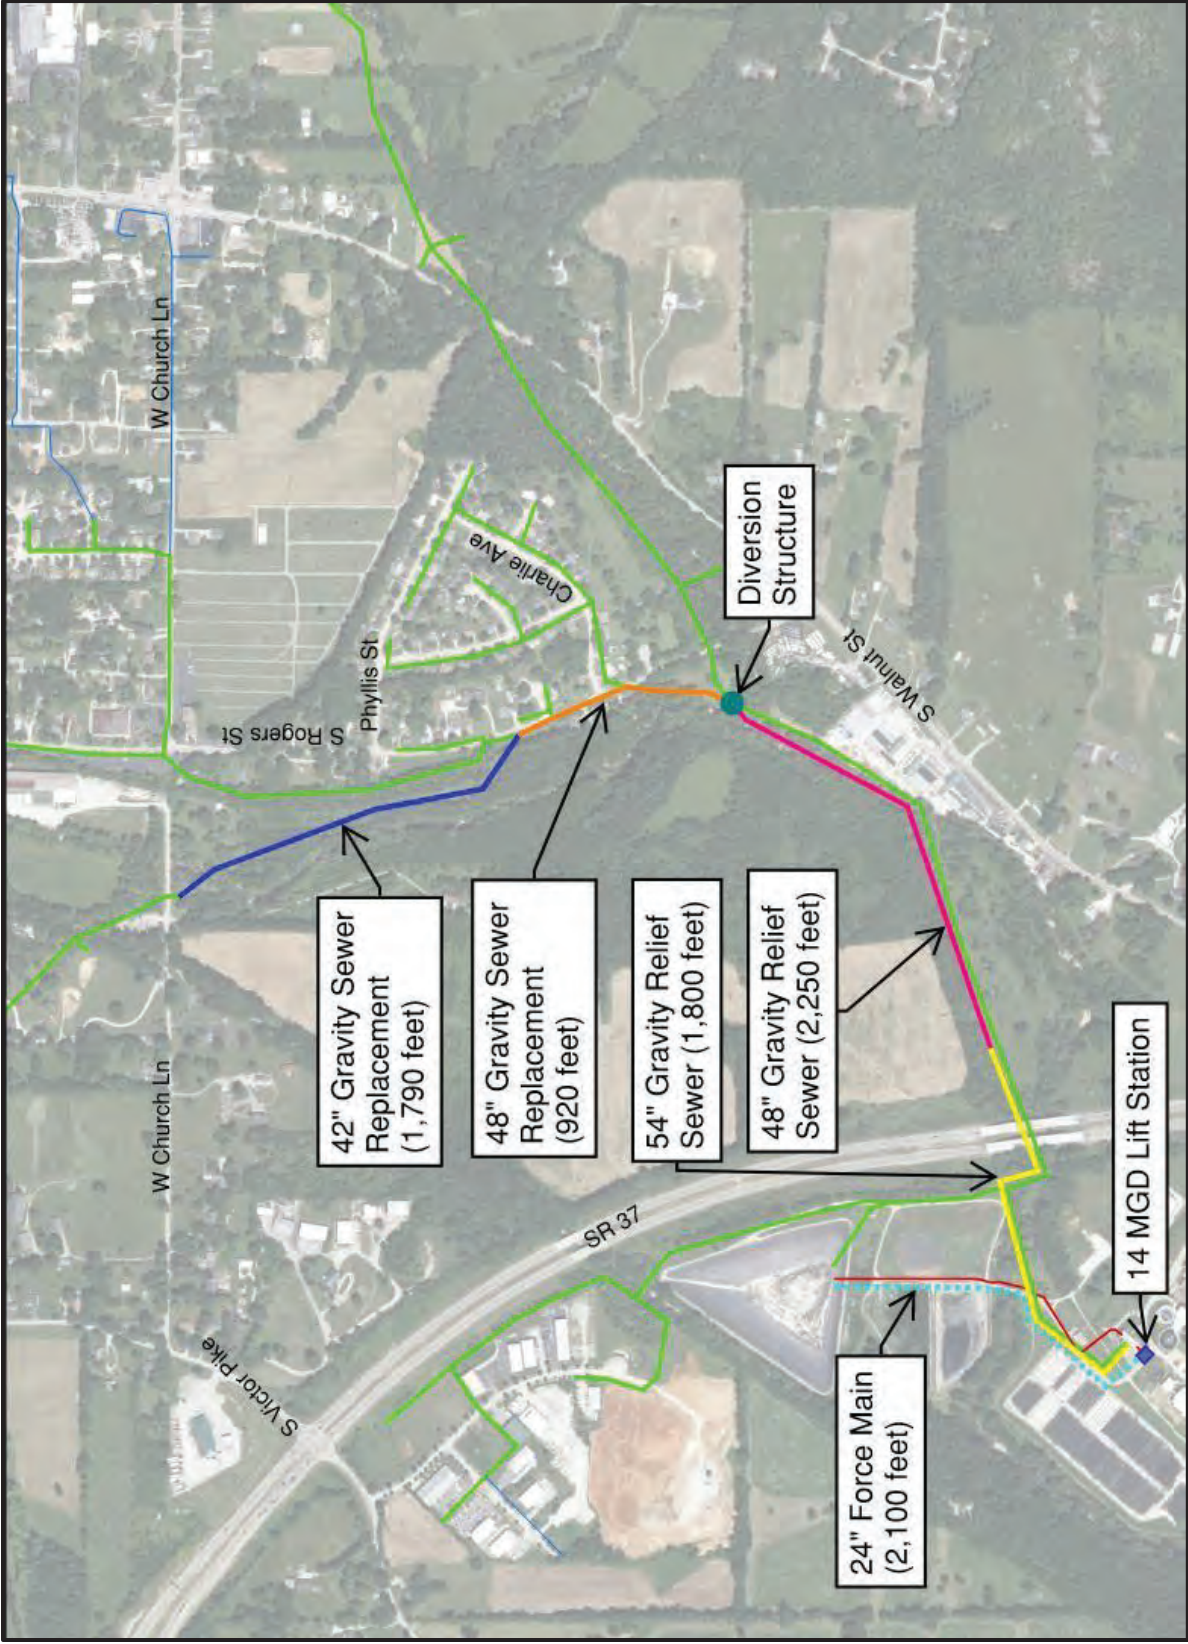 W Church Ln
Charlie Ave
Phyllis St
S Rogers St
Diversion
Structure
S Walnut St
42" Gravity Sewer
Replacement
(1,790 feet)
48" Gravity Sewer
Replacement
(920 feet)
54" Gravity Relief
Sewer (1,800 feet)
48" Gravity Relief
Sewer (2,250 feet)
W Church Ln
SR 37
14 MGD Lift Station
S Victor Pike
24" Force Main
(2,100 feet)